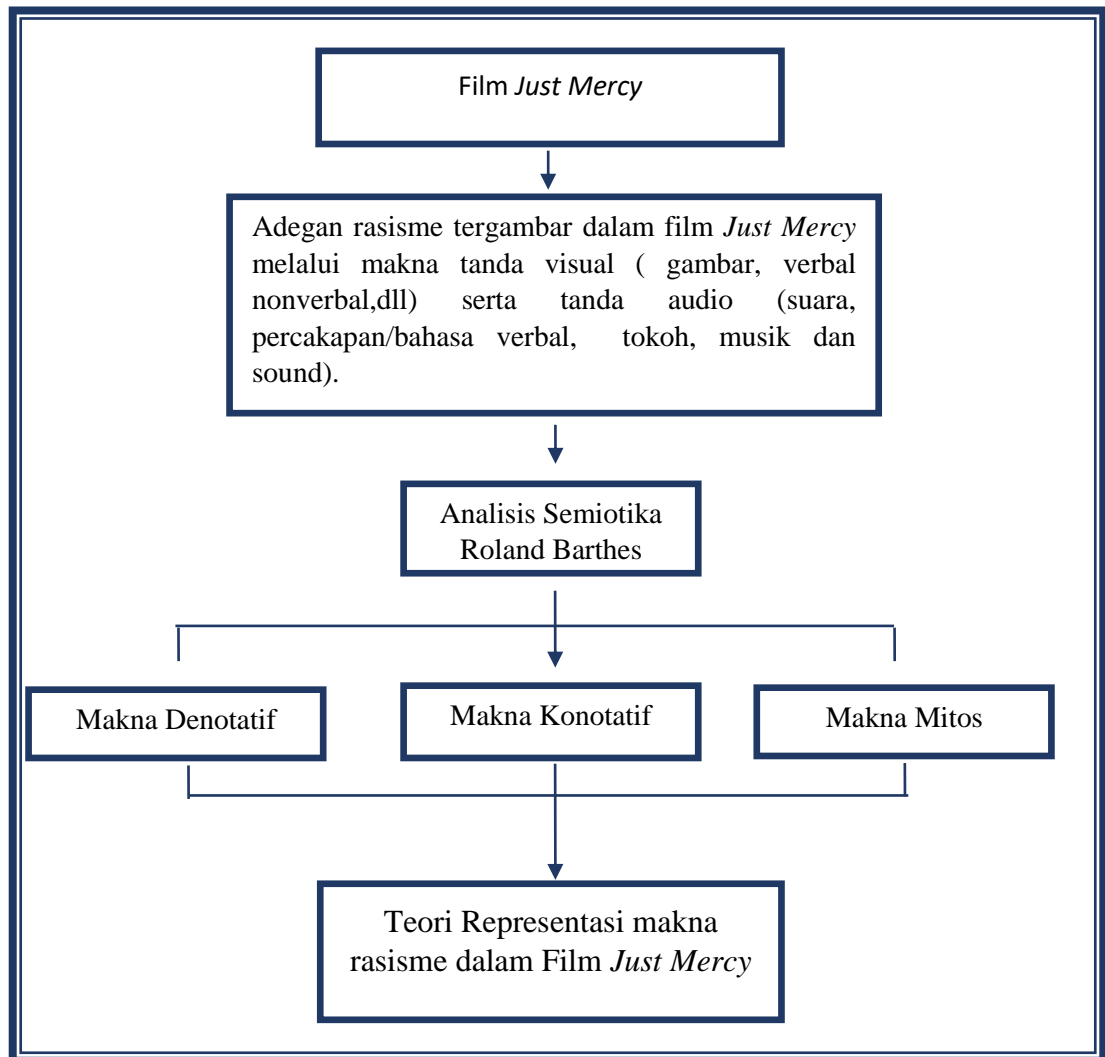 Film Just Mercy
Adegan rasisme tergambar dalam film Just Mercy
melalui makna tanda visual ( gambar, verbal
nonverbal,dll) serta tanda audio (suara,
percakapan/bahasa verbal, tokoh, musik dan
sound).
Analisis Semiotika
Roland Barthes
Makna Denotatif
Makna Konotatif
Makna Mitos
Teori Representasi makna
rasisme dalam Film Just Mercy